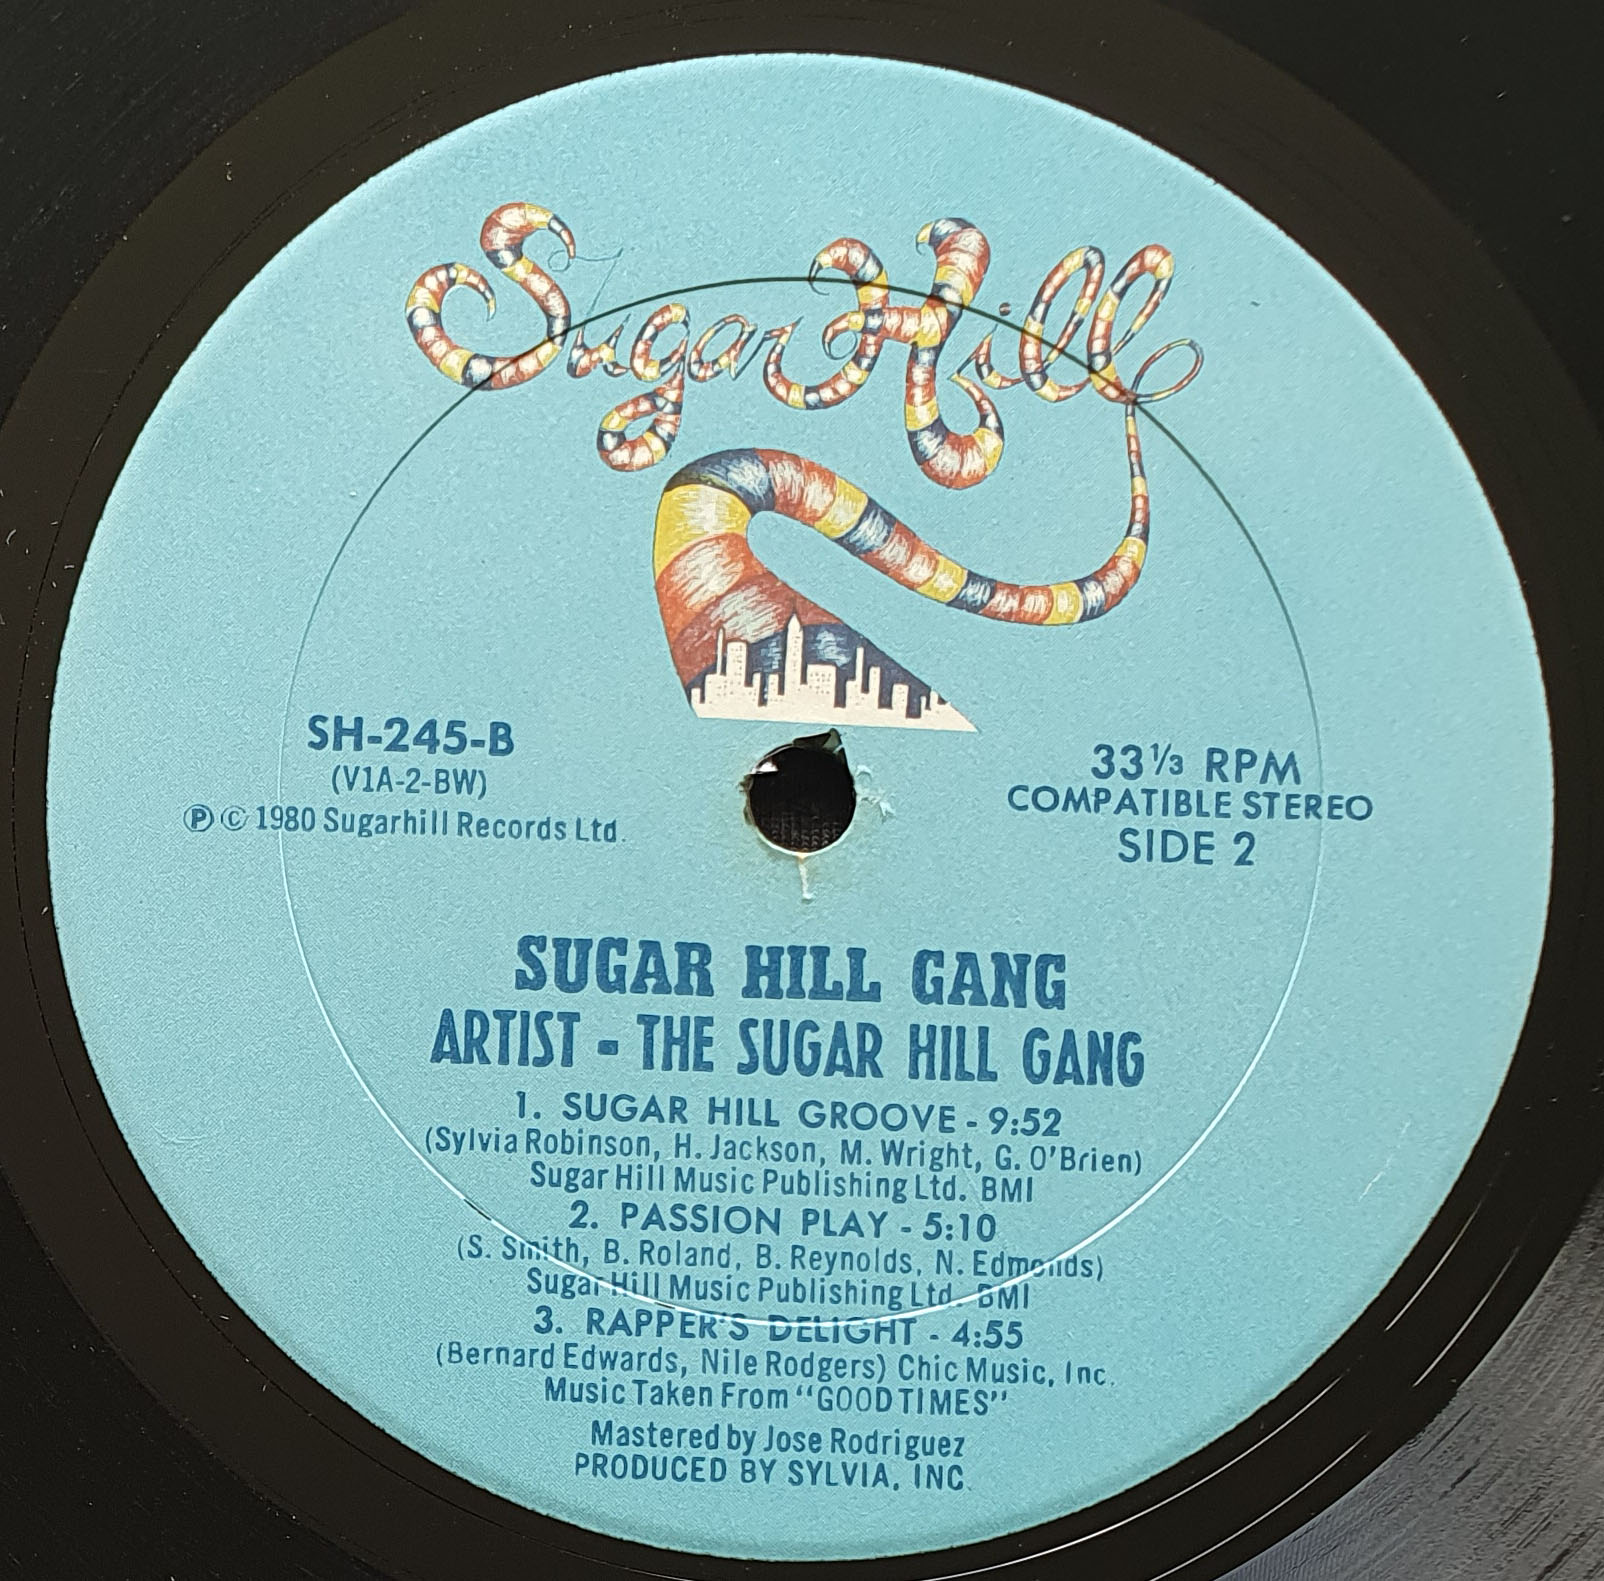 Sugar Hill
SH-245-B
(V1A-2-BW)
℗ © 1980 Sugarhill Records Ltd.
33⅓ RPM
COMPATIBLE STEREO
SIDE 2
SUGAR HILL GANG
ARTIST - THE SUGAR HILL GANG
1. SUGAR HILL GROOVE - 9:52
(Sylvia Robinson, H. Jackson, M. Wright, G. O'Brien)
Sugar Hill Music Publishing Ltd. BMI
2. PASSION PLAY - 5:10
(S. Smith, B. Roland, B. Reynolds, N. Edmonds)
Sugar Hill Music Publishing Ltd. BMI
3. RAPPER'S DELIGHT - 4:55
(Bernard Edwards, Nile Rodgers) Chic Music, Inc.
Music Taken From "GOOD TIMES"
Mastered by Jose Rodriguez
PRODUCED BY SYLVIA, INC.